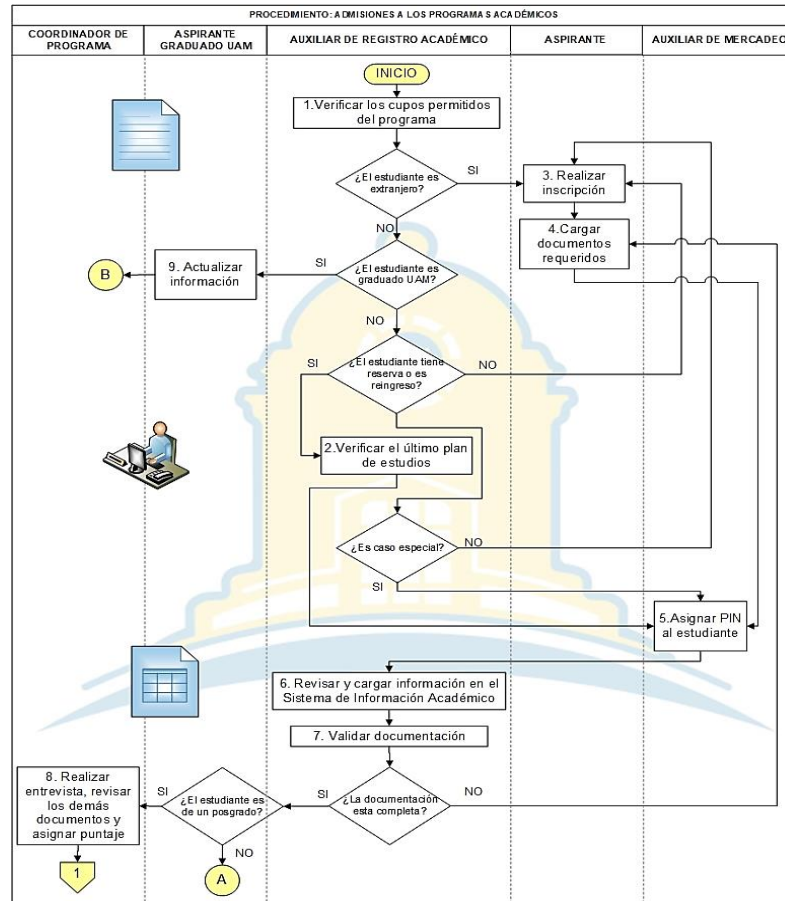 PROCEDIMIENTO: ADMISIONES A LOS PROGRAMAS ACADÉMICOS
COORDINADOR DE
PROGRAMA
ASPIRANTE
GRADUADO UAM
AUXILIAR DE REGISTRO ACADÉMICO
ASPIRANTE
AUXILIAR DE MERCADEO
INICIO
1.Verificar los cupos permitidos
del programa
¿El estudiante es
extranjero?
SI
3. Realizar
inscripción
NO
4.Cargar
documentos
requeridos
B
9. Actualizar
información
SI
¿El estudiante es
graduado UAM?
NO
SI
¿El estudiante tiene
reserva o es
reingreso?
NO
2.Verificar el último plan
de estudios
¿Es caso especial?
NO
SI
5.Asignar PIN
al estudiante
6. Revisar y cargar información en el
Sistema de Información Académico
7. Validar documentación
8. Realizar
entrevista, revisar
los demás
documentos y
asignar puntaje
SI
¿El estudiante es
de un posgrado?
SI
¿La documentación
esta completa?
NO
NO
1
A